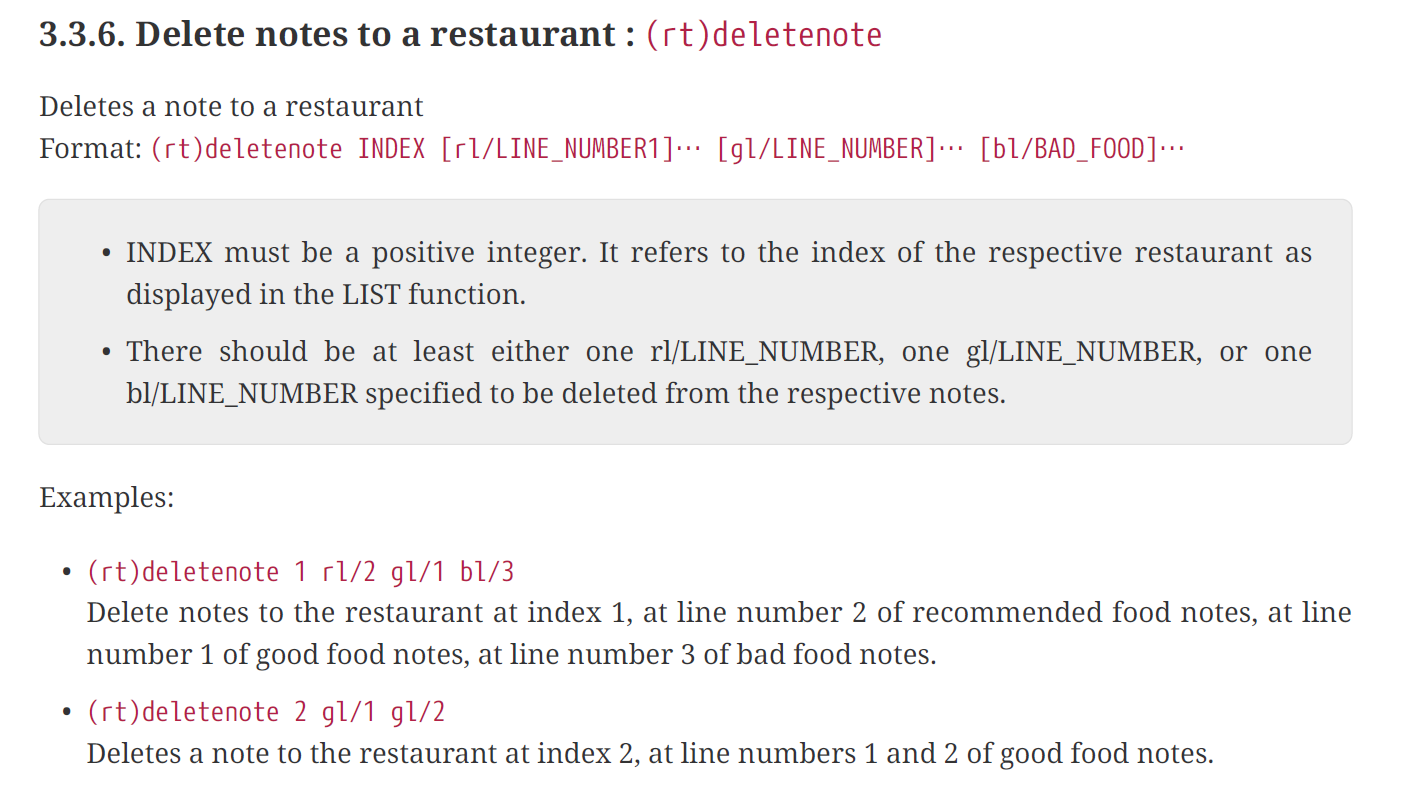 3.3.6. Delete notes to a restaurant : (rt)deletenote
Deletes a note to a restaurant
Format: (rt)deletenote INDEX [rl/LINE_NUMBER1]… [gl/LINE_NUMBER]… [bl/BAD_FOOD]…
• INDEX must be a positive integer. It refers to the index of the respective restaurant as
displayed in the LIST function.
• There should be at least either one rl/LINE_NUMBER, one gl/LINE_NUMBER, or one
bl/LINE_NUMBER specified to be deleted from the respective notes.
Examples:
• (rt)deletenote 1 rl/2 gl/1 bl/3
Delete notes to the restaurant at index 1, at line number 2 of recommended food notes, at line
number 1 of good food notes, at line number 3 of bad food notes.
• (rt)deletenote 2 gl/1 gl/2
Deletes a note to the restaurant at index 2, at line numbers 1 and 2 of good food notes.